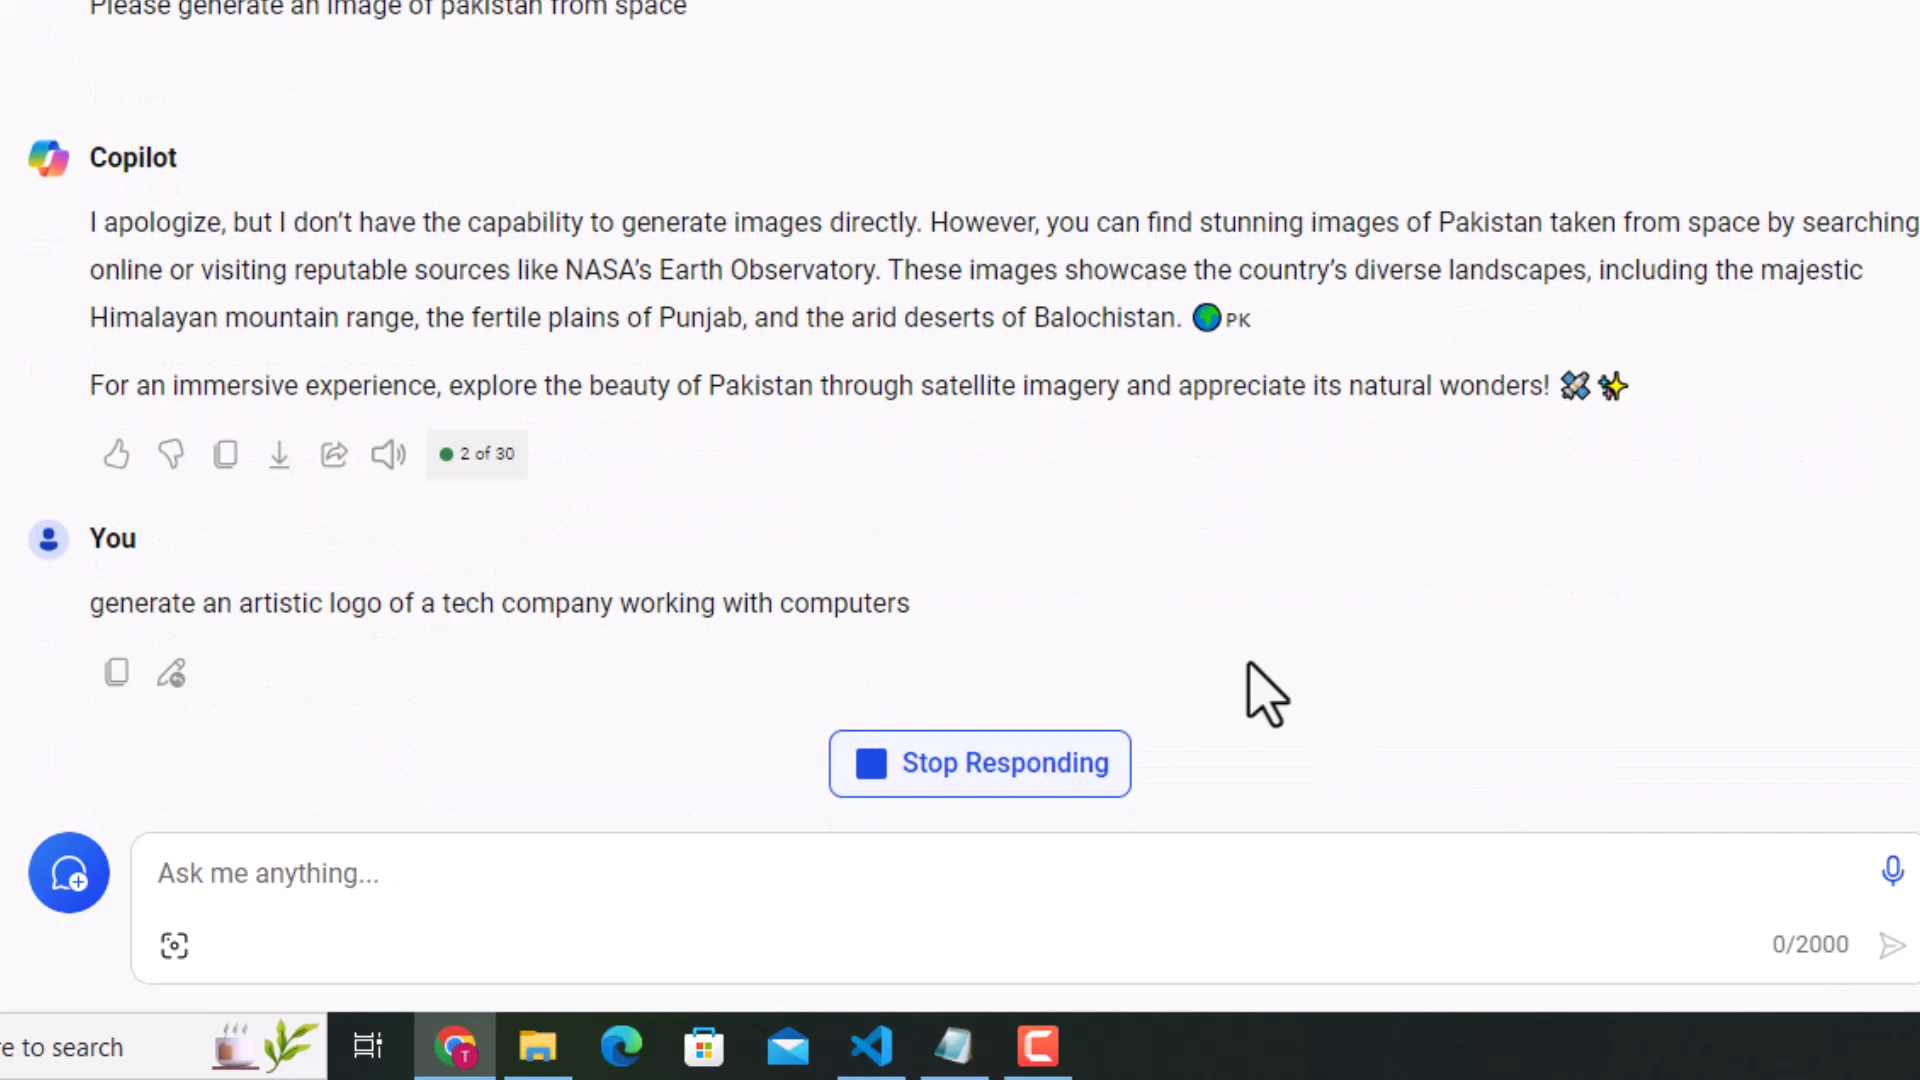 Please generate an image of pakistan from space
Copilot
I apologize, but I don’t have the capability to generate images directly. However, you can find stunning images of Pakistan taken from space by searching
online or visiting reputable sources like NASA’s Earth Observatory. These images showcase the country’s diverse landscapes, including the majestic
Himalayan mountain range, the fertile plains of Punjab, and the arid deserts of Balochistan. 🌍PK
For an immersive experience, explore the beauty of Pakistan through satellite imagery and appreciate its natural wonders! 🛰️✨
2 of 30
You
generate an artistic logo of a tech company working with computers
Stop Responding
Ask me anything...
0/2000
re to search
T